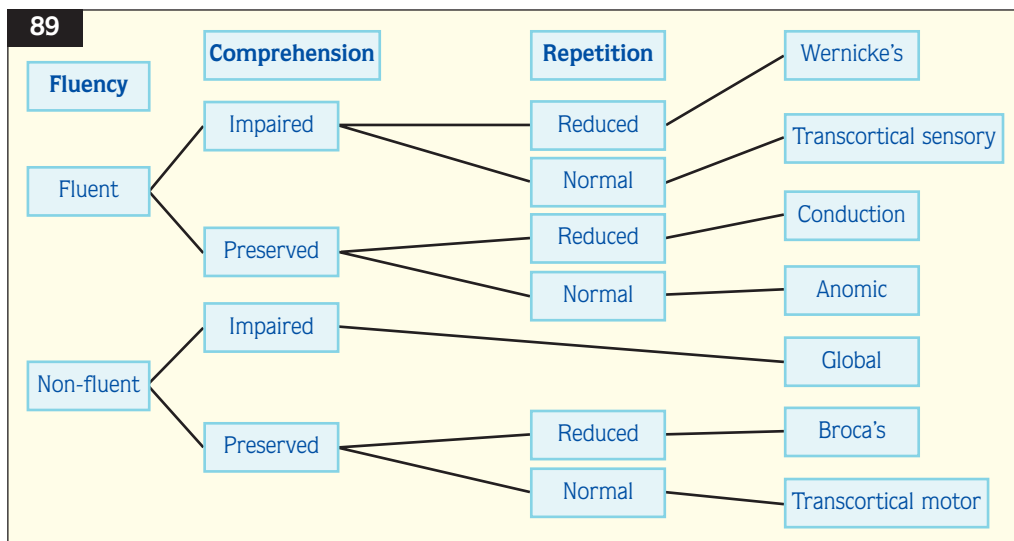 89
Fluency
Comprehension
Repetition
Wernicke's
Impaired
Reduced
Transcortical sensory
Fluent
Normal
Conduction
Preserved
Reduced
Normal
Anomic
Impaired
Global
Non-fluent
Preserved
Reduced
Broca's
Normal
Transcortical motor